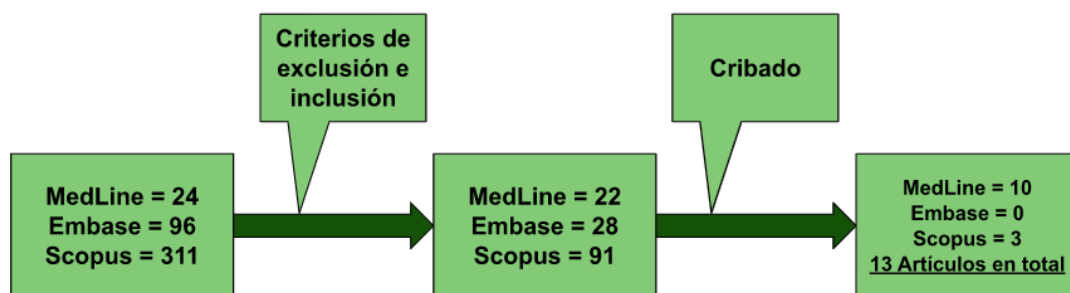 Criterios de
exclusión e
inclusión
Cribado
MedLine = 24
Embase = 96
Scopus = 311
MedLine = 22
Embase = 28
Scopus = 91
MedLine = 10
Embase = 0
Scopus = 3
13 Artículos en total